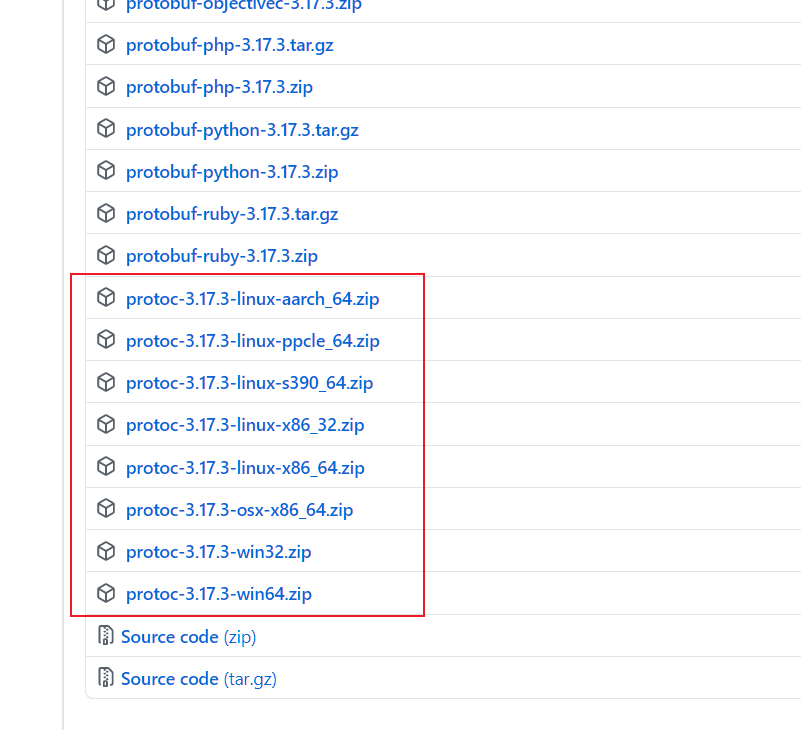 protobuf-objectivec-3.17.3.zip
protobuf-php-3.17.3.tar.gz
protobuf-php-3.17.3.zip
protobuf-python-3.17.3.tar.gz
protobuf-python-3.17.3.zip
protobuf-ruby-3.17.3.tar.gz
protobuf-ruby-3.17.3.zip
protoc-3.17.3-linux-aarch_64.zip
protoc-3.17.3-linux-ppcle_64.zip
protoc-3.17.3-linux-s390_64.zip
protoc-3.17.3-linux-x86_32.zip
protoc-3.17.3-linux-x86_64.zip
protoc-3.17.3-osx-x86_64.zip
protoc-3.17.3-win32.zip
protoc-3.17.3-win64.zip
Source code (zip)
Source code (tar.gz)